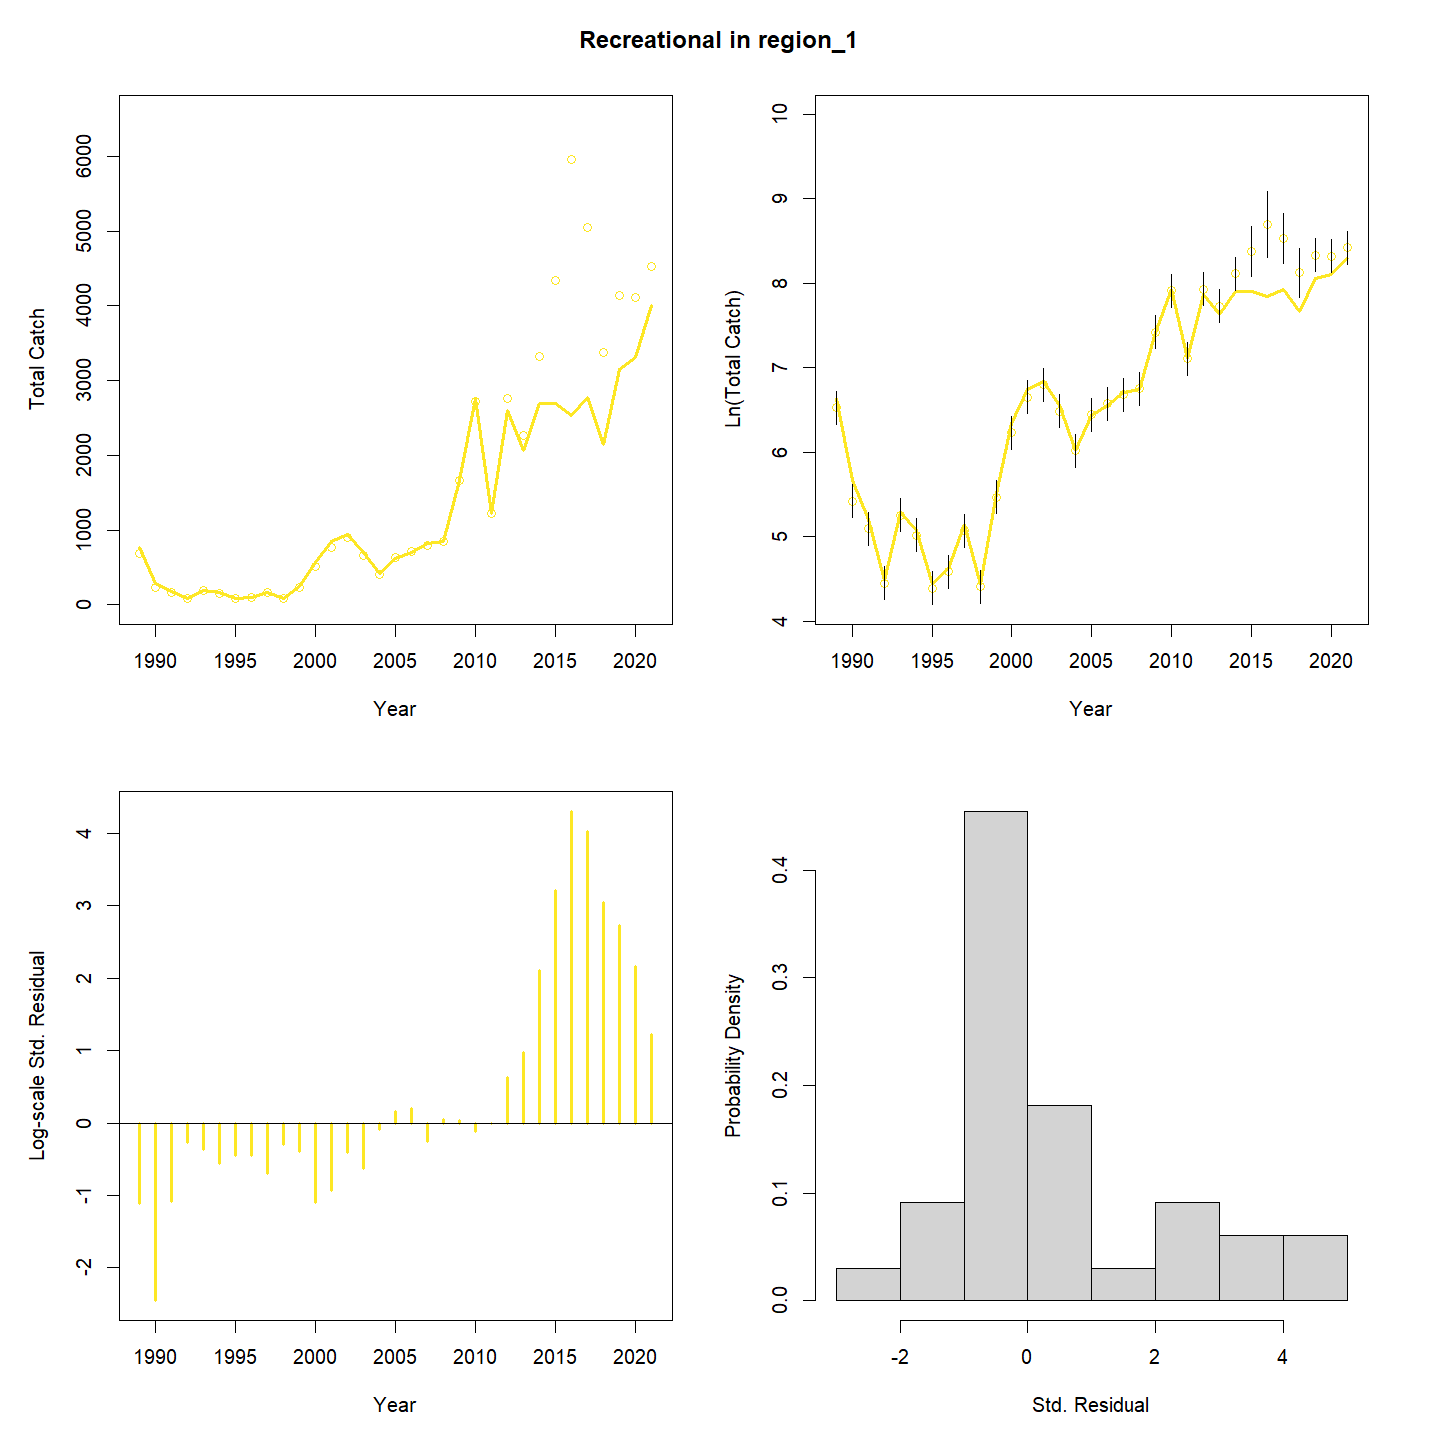 Recreational in region_1
Total Catch
6000
5000
4000
3000
2000
1000
0
1990 1995 2000 2005 2010 2015 2020
Year
Ln(Total Catch)
10
9
8
7
6
5
4
1990 1995 2000 2005 2010 2015 2020
Year
Log-scale Std. Residual
4
3
2
1
0
-1
-2
1990 1995 2000 2005 2010 2015 2020
Year
Probability Density
0.4
0.3
0.2
0.1
0.0
-2 0 2 4
Std. Residual